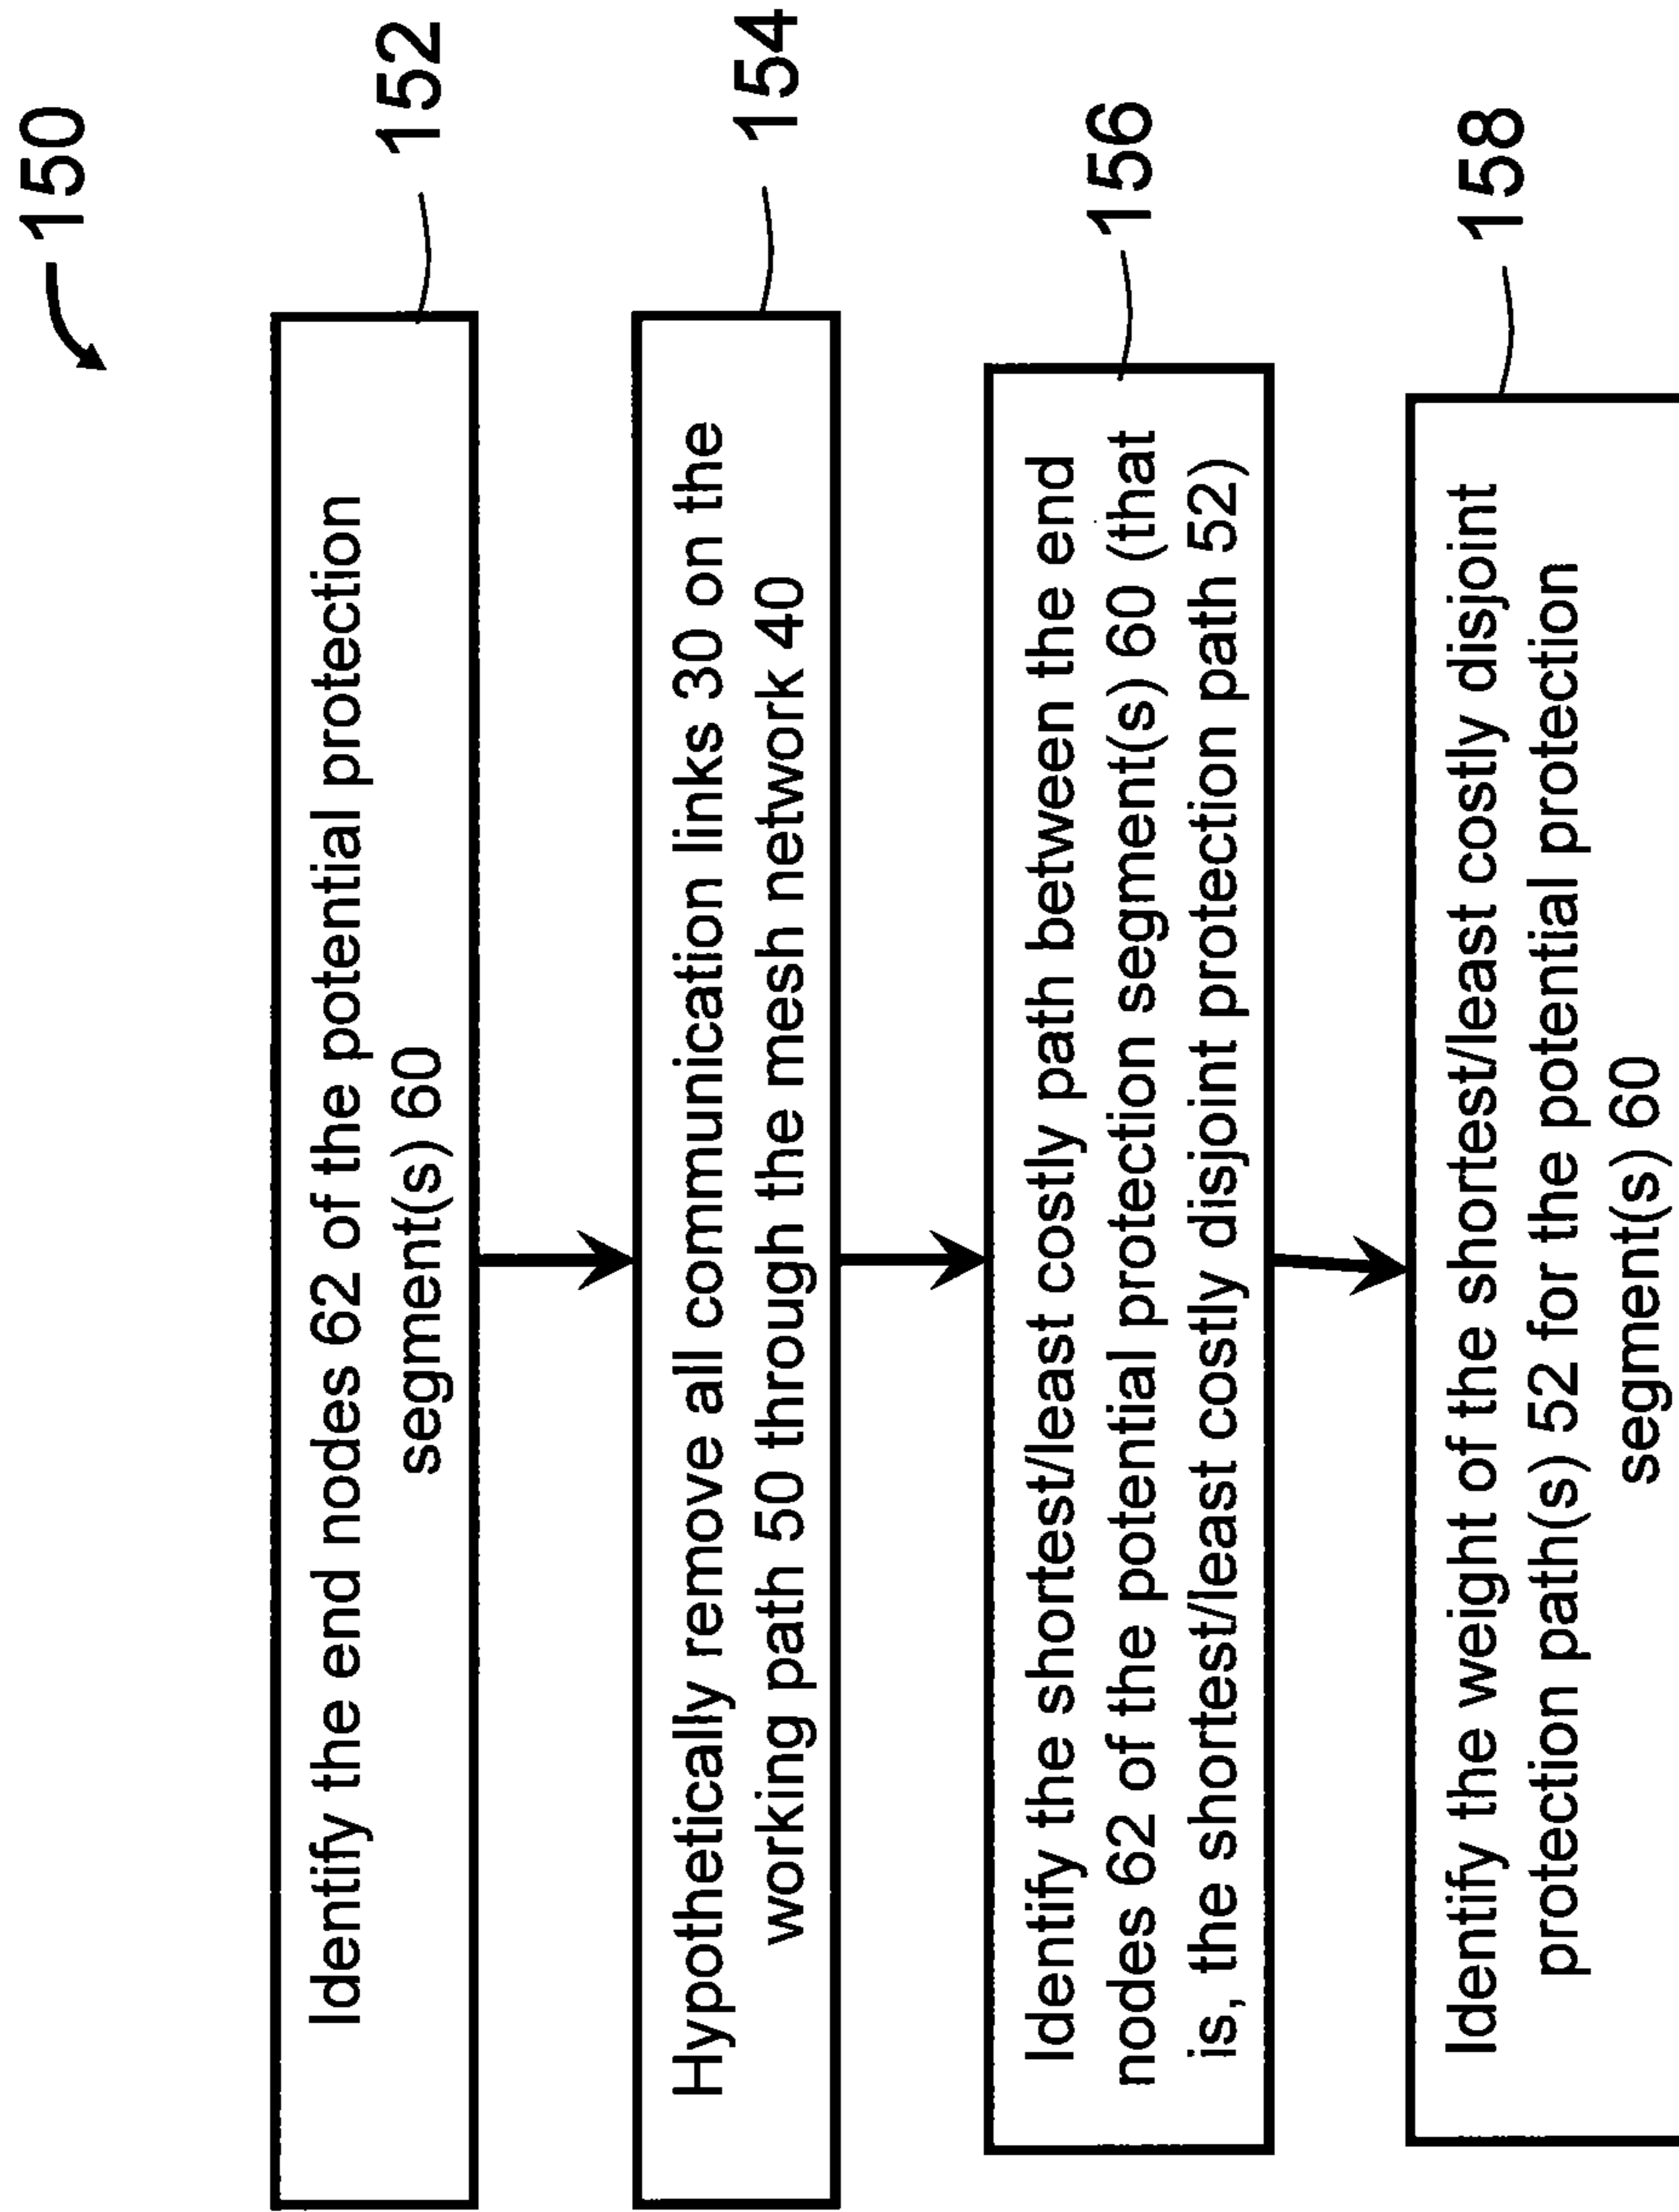 150
Identify the end nodes 62 of the potential protection
segment(s) 60
152
Hypothetically remove all communication links 30 on the
working path 50 through the mesh network 40
154
Identify the shortest/least costly path between the end
nodes 62 of the potential protection segment(s) 60 (that
is, the shortest/least costly disjoint protection path 52)
156
Identify the weight of the shortest/least costly disjoint
protection path(s) 52 for the potential protection
segment(s) 60
158